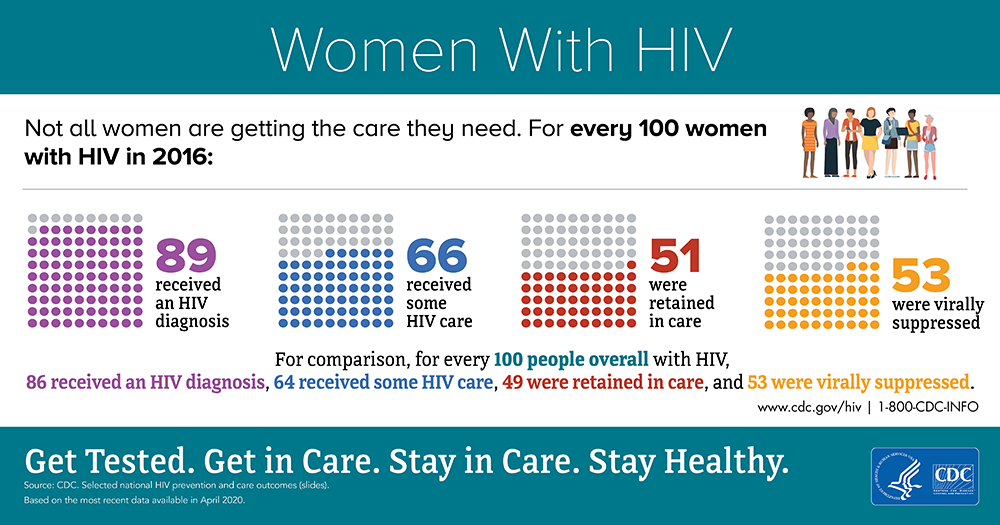 Women With HIV
Not all women are getting the care they need. For every 100 women
with HIV in 2016:
89
received
an HIV
diagnosis
66
received
some
HIV care
51
were
retained
in care
53
were virally
suppressed
For comparison, for every 100 people overall with HIV,
86 received an HIV diagnosis, 64 received some HIV care, 49 were retained in care, and 53 were virally suppressed.
www.cdc.gov/hiv | 1-800-CDC-INFO
Get Tested. Get in Care. Stay in Care. Stay Healthy.
Source: CDC. Selected national HIV prevention and care outcomes (slides).
Based on the most recent data available in April 2020.
CDC